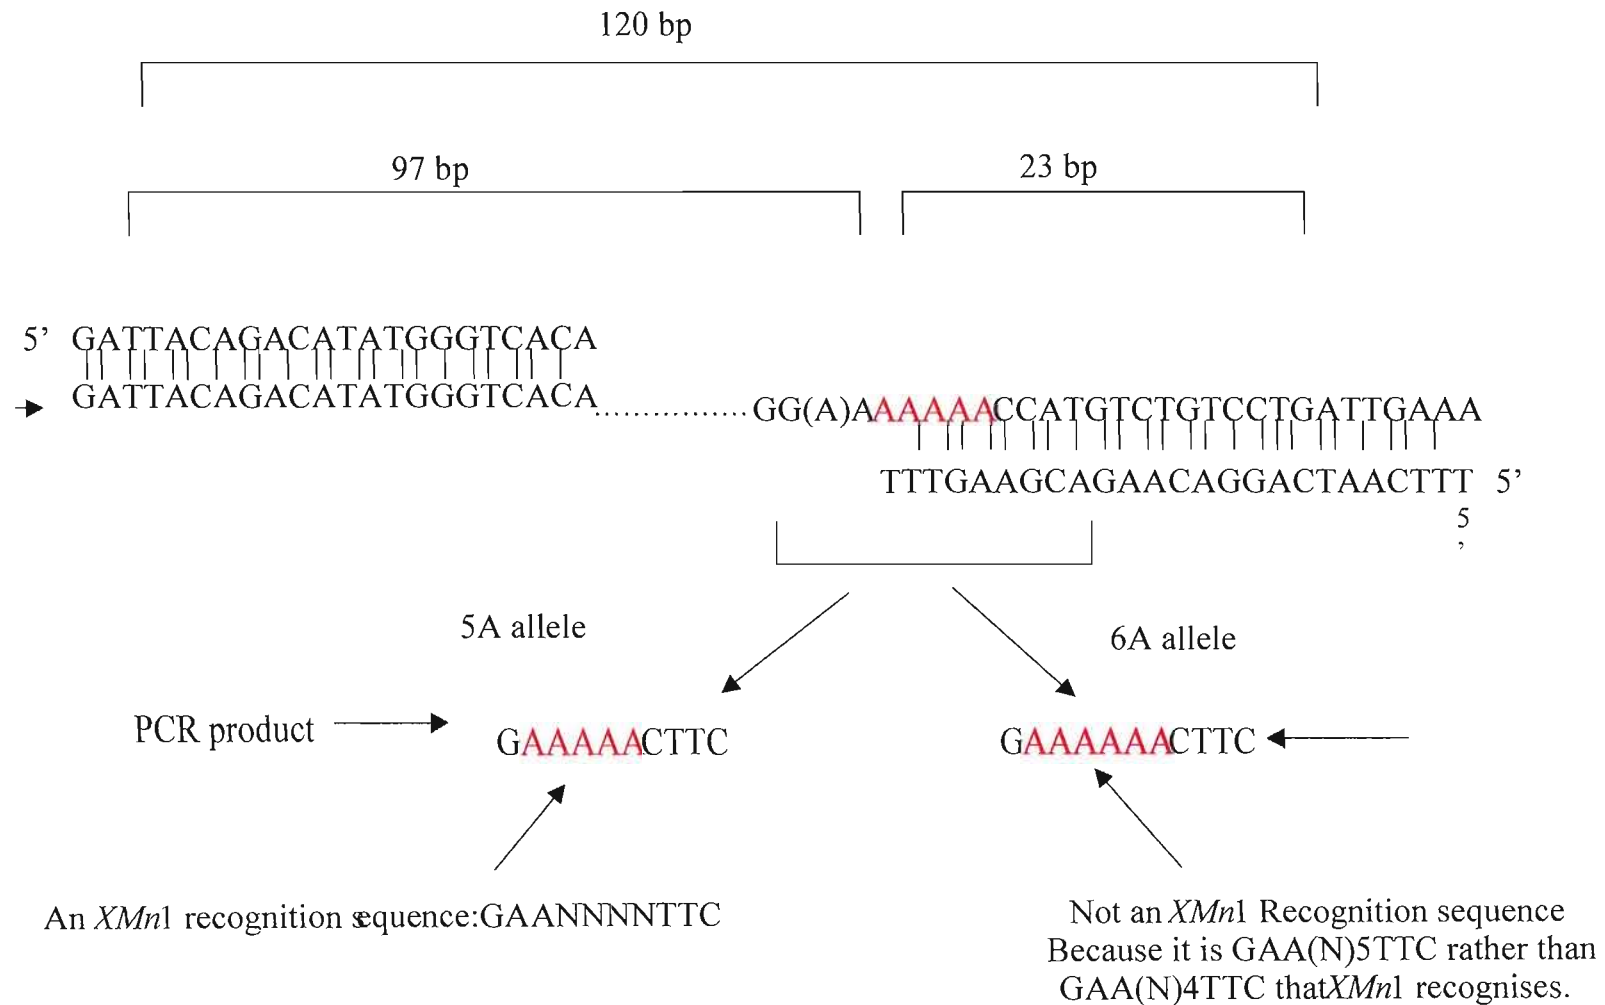 120 bp
97 bp
23 bp
5’ GATTACAGACATATGGGTCACA
GATTACAGACATATGGGTCACA...............GG(A)AAAAAACCATGTCTGTCCTGATTGAAA
TTTGAAGCAGAACAGGACTAACTTT 5’
5
’
5A allele
6A allele
PCR product
GAAAAACTTC
GAAAAAACTTC
An XMn1 recognition sequence:GAANNNNTTC
Not an XMn1 Recognition sequence
Because it is GAA(N)5TTC rather than
GAA(N)4TTC thatXMn1 recognises.